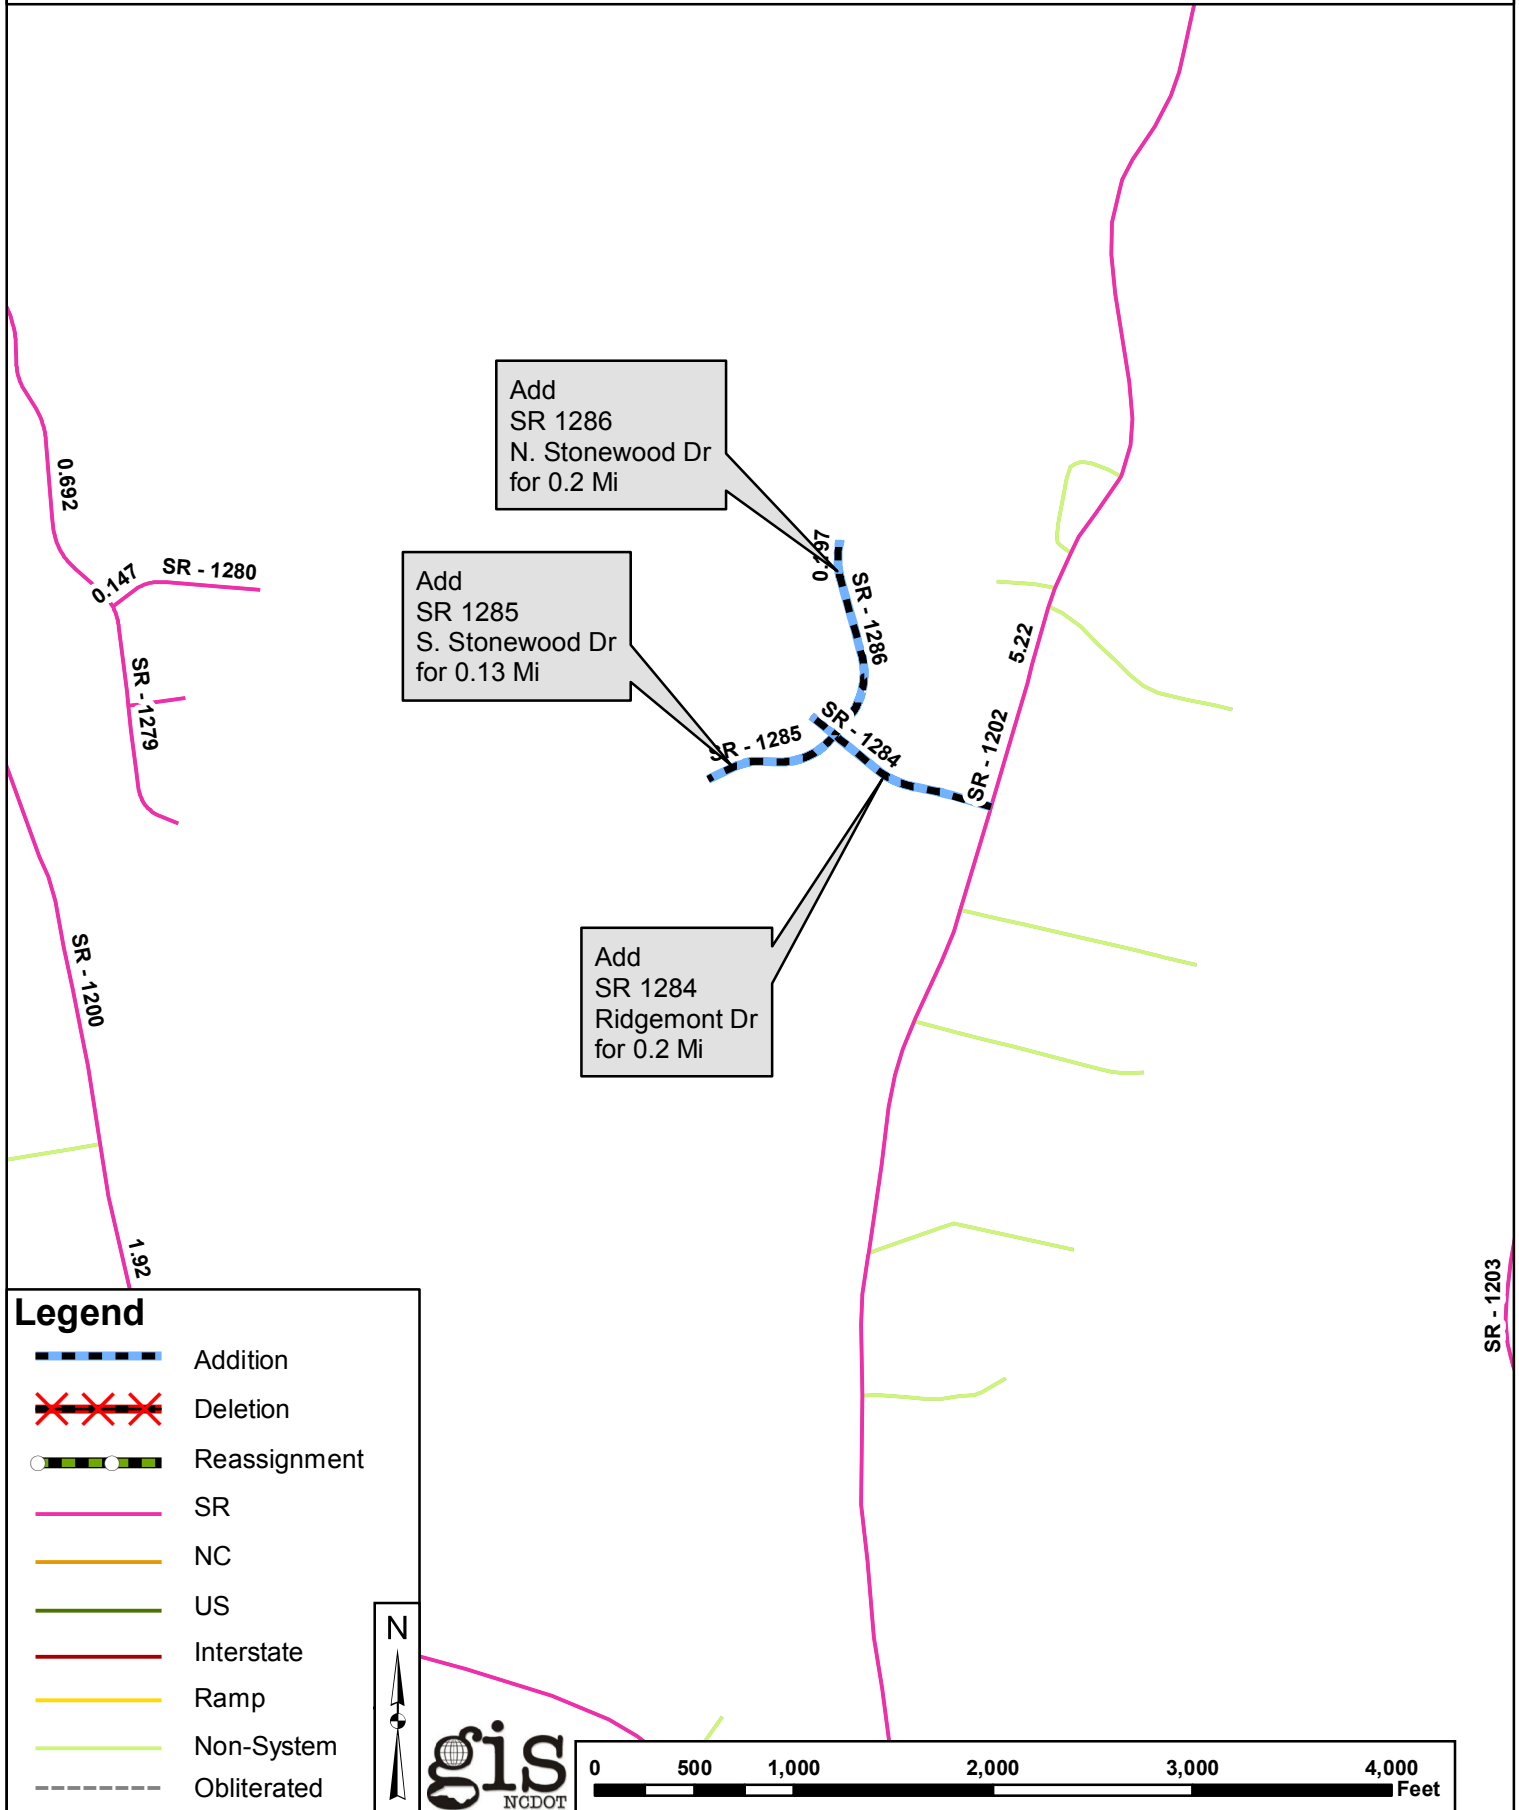 Add
SR 1286
N. Stonewood Dr
for 0.2 Mi
0.692
0.197
Add
SR 1285
S. Stonewood Dr
for 0.13 Mi
0.147
SR - 1280
SR - 1286
5.22
SR - 1279
SR - 1285
SR - 1284
SR - 1202
Add
SR 1284
Ridgemont Dr
for 0.2 Mi
SR - 1200
1.92
SR - 1203
Legend
Addition
Deletion
Reassignment
SR
NC
US
Interstate
Ramp
Non-System
Obliterated
N
gis
NCDOT
0 500 1,000 2,000 3,000 4,000
Feet